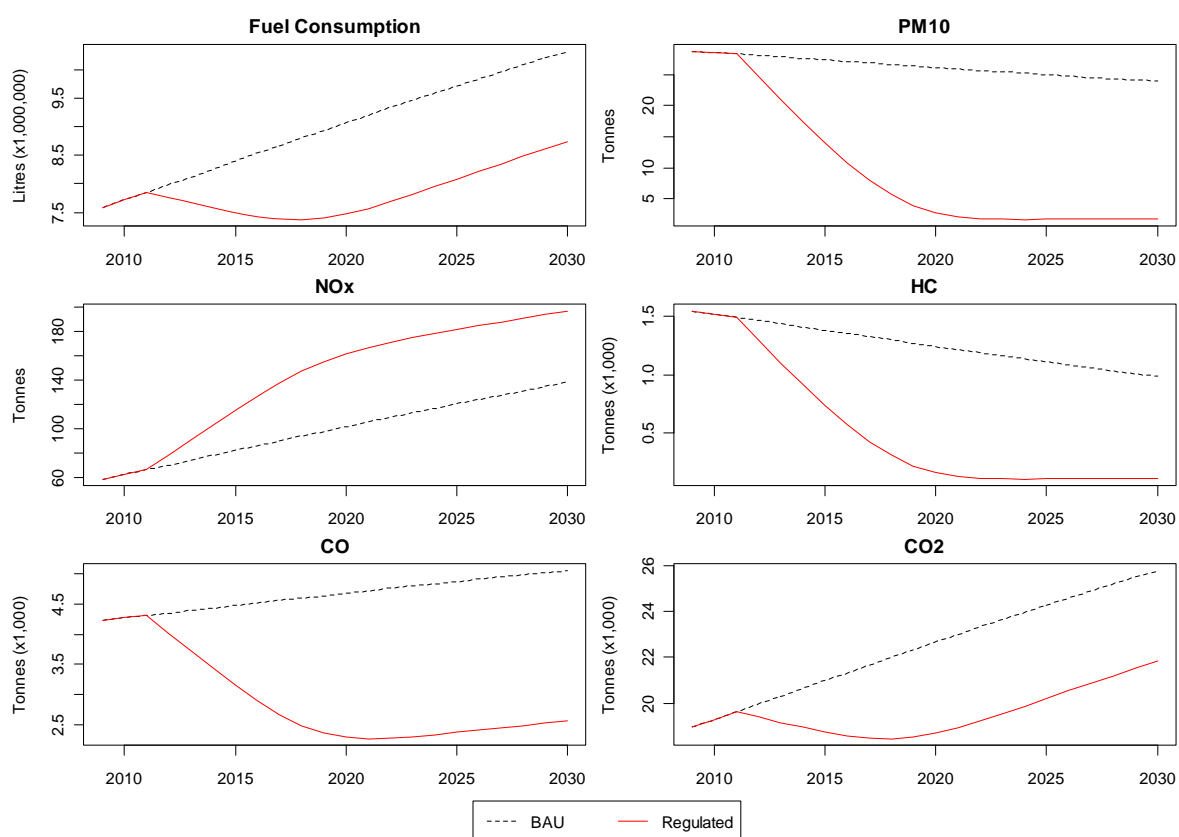 Fuel Consumption
Litres (x1,000,000)
9.5
8.5
7.5
2010 2015 2020 2025 2030
PM10
Tonnes
20
10
5
2010 2015 2020 2025 2030
NOx
Tonnes
180
140
100
60
2010 2015 2020 2025 2030
HC
Tonnes (x1,000)
1.5
1.0
0.5
2010 2015 2020 2025 2030
CO
Tonnes (x1,000)
4.5
3.5
2.5
2010 2015 2020 2025 2030
CO2
Tonnes (x1,000)
26
24
22
20
2010 2015 2020 2025 2030
BAU Regulated